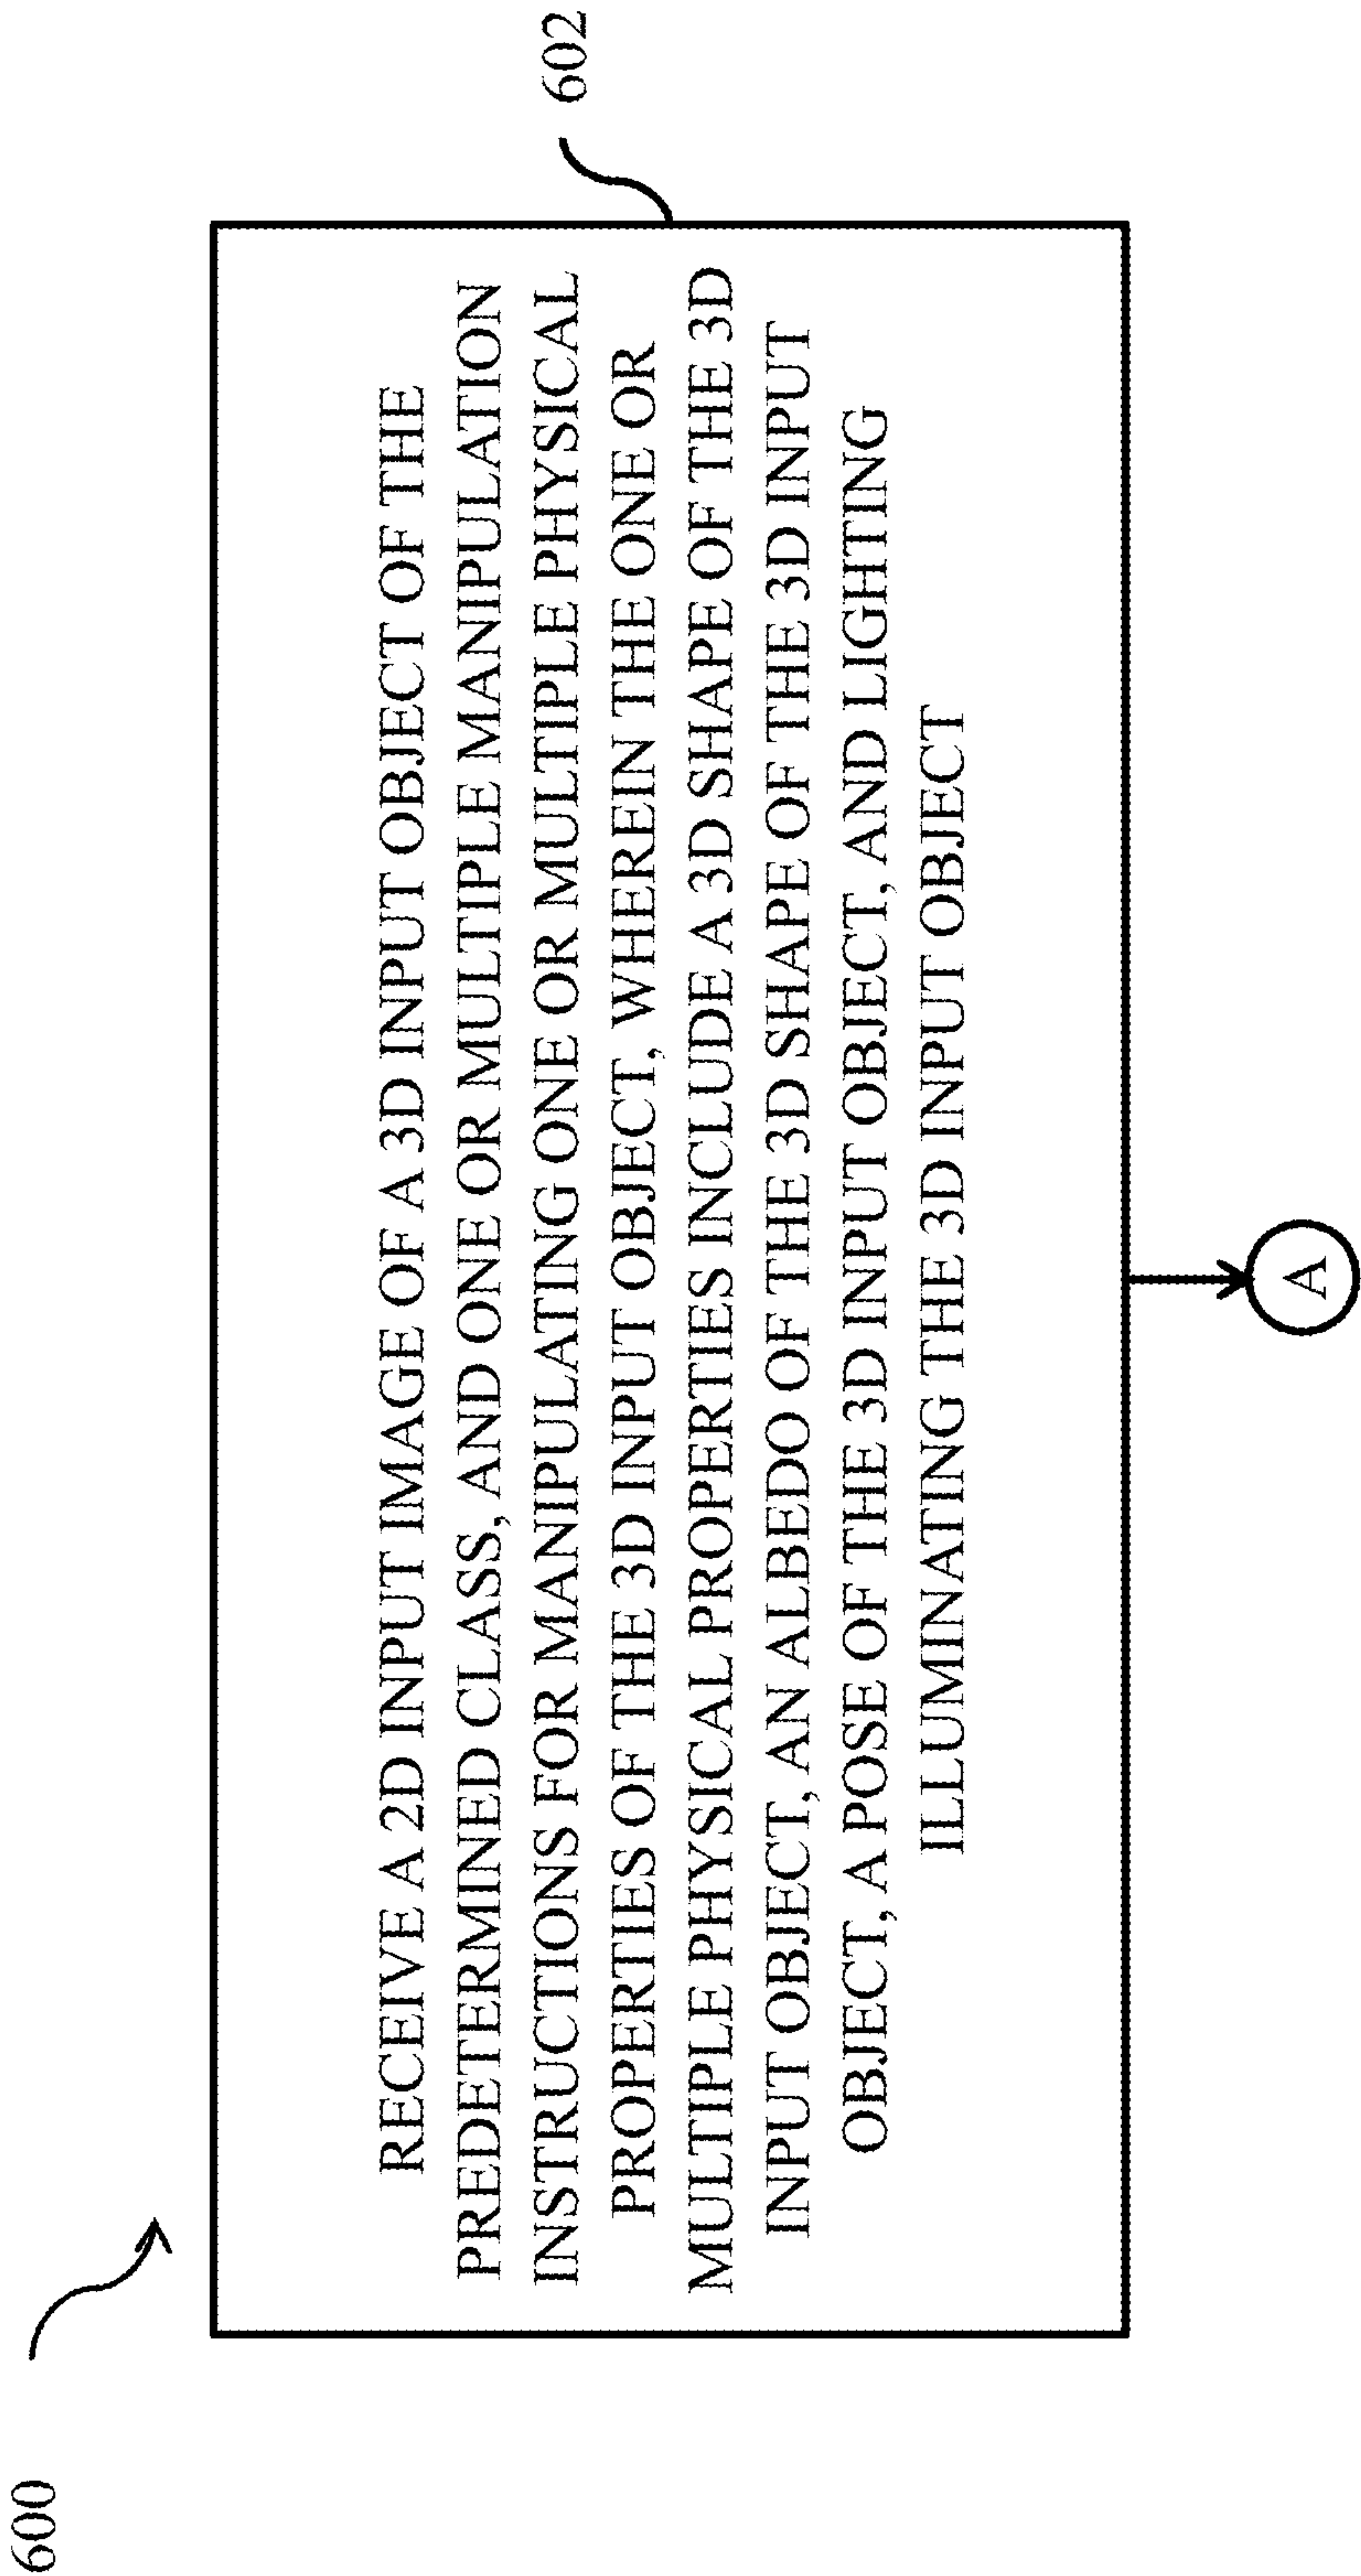 600
602
RECEIVE A 2D INPUT IMAGE OF A 3D INPUT OBJECT OF THE
PREDETERMINED CLASS, AND ONE OR MULTIPLE MANIPULATION
INSTRUCTIONS FOR MANIPULATING ONE OR MULTIPLE PHYSICAL
PROPERTIES OF THE 3D INPUT OBJECT, WHEREIN THE ONE OR
MULTIPLE PHYSICAL PROPERTIES INCLUDE A 3D SHAPE OF THE 3D
INPUT OBJECT, AN ALBEDO OF THE 3D SHAPE OF THE 3D INPUT
OBJECT, A POSE OF THE 3D INPUT OBJECT, AND LIGHTING
ILLUMINATING THE 3D INPUT OBJECT
A